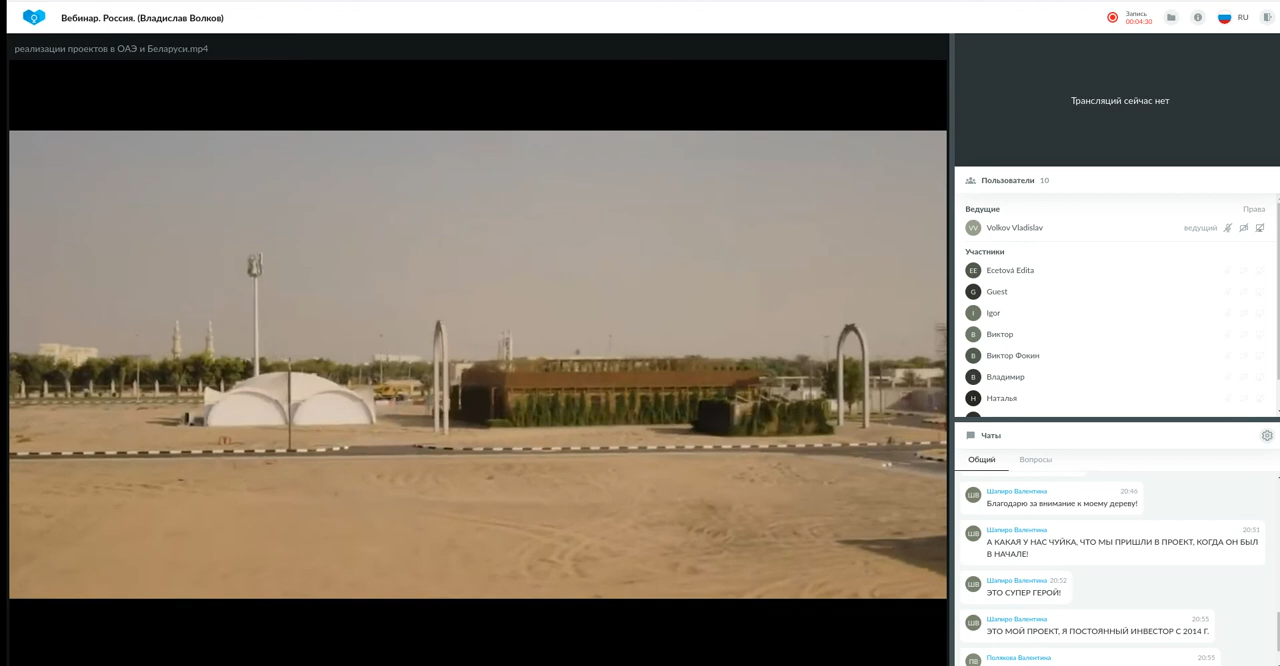 Вебинар. Россия. (Владислав Волков)
Запись
00:04:30
RU
реализации проектов в ОАЭ и Беларуси.mp4
Трансляций сейчас нет
Пользователи 10
Ведущие Права
VV Volkov Vladislav ведущий
Участники
EE Ecetová Edita
G Guest
I Igor
В Виктор
В Виктор Фокин
В Владимир
Н Наталья
Чаты
Общий Вопросы
ШВ Шапиро Валентина 20:46
Благодарю за внимание к моему дереву!
ШВ Шапиро Валентина 20:51
А КАКАЯ У НАС ЧУЙКА, ЧТО МЫ ПРИШЛИ В ПРОЕКТ, КОГДА ОН БЫЛ
В НАЧАЛЕ!
ШВ Шапиро Валентина 20:52
ЭТО СУПЕР ГЕРОЙ!
ШВ Шапиро Валентина 20:55
ЭТО МОЙ ПРОЕКТ, Я ПОСТОЯННЫЙ ИНВЕСТОР С 2014 Г.
ПВ Полякова Валентина 20:55